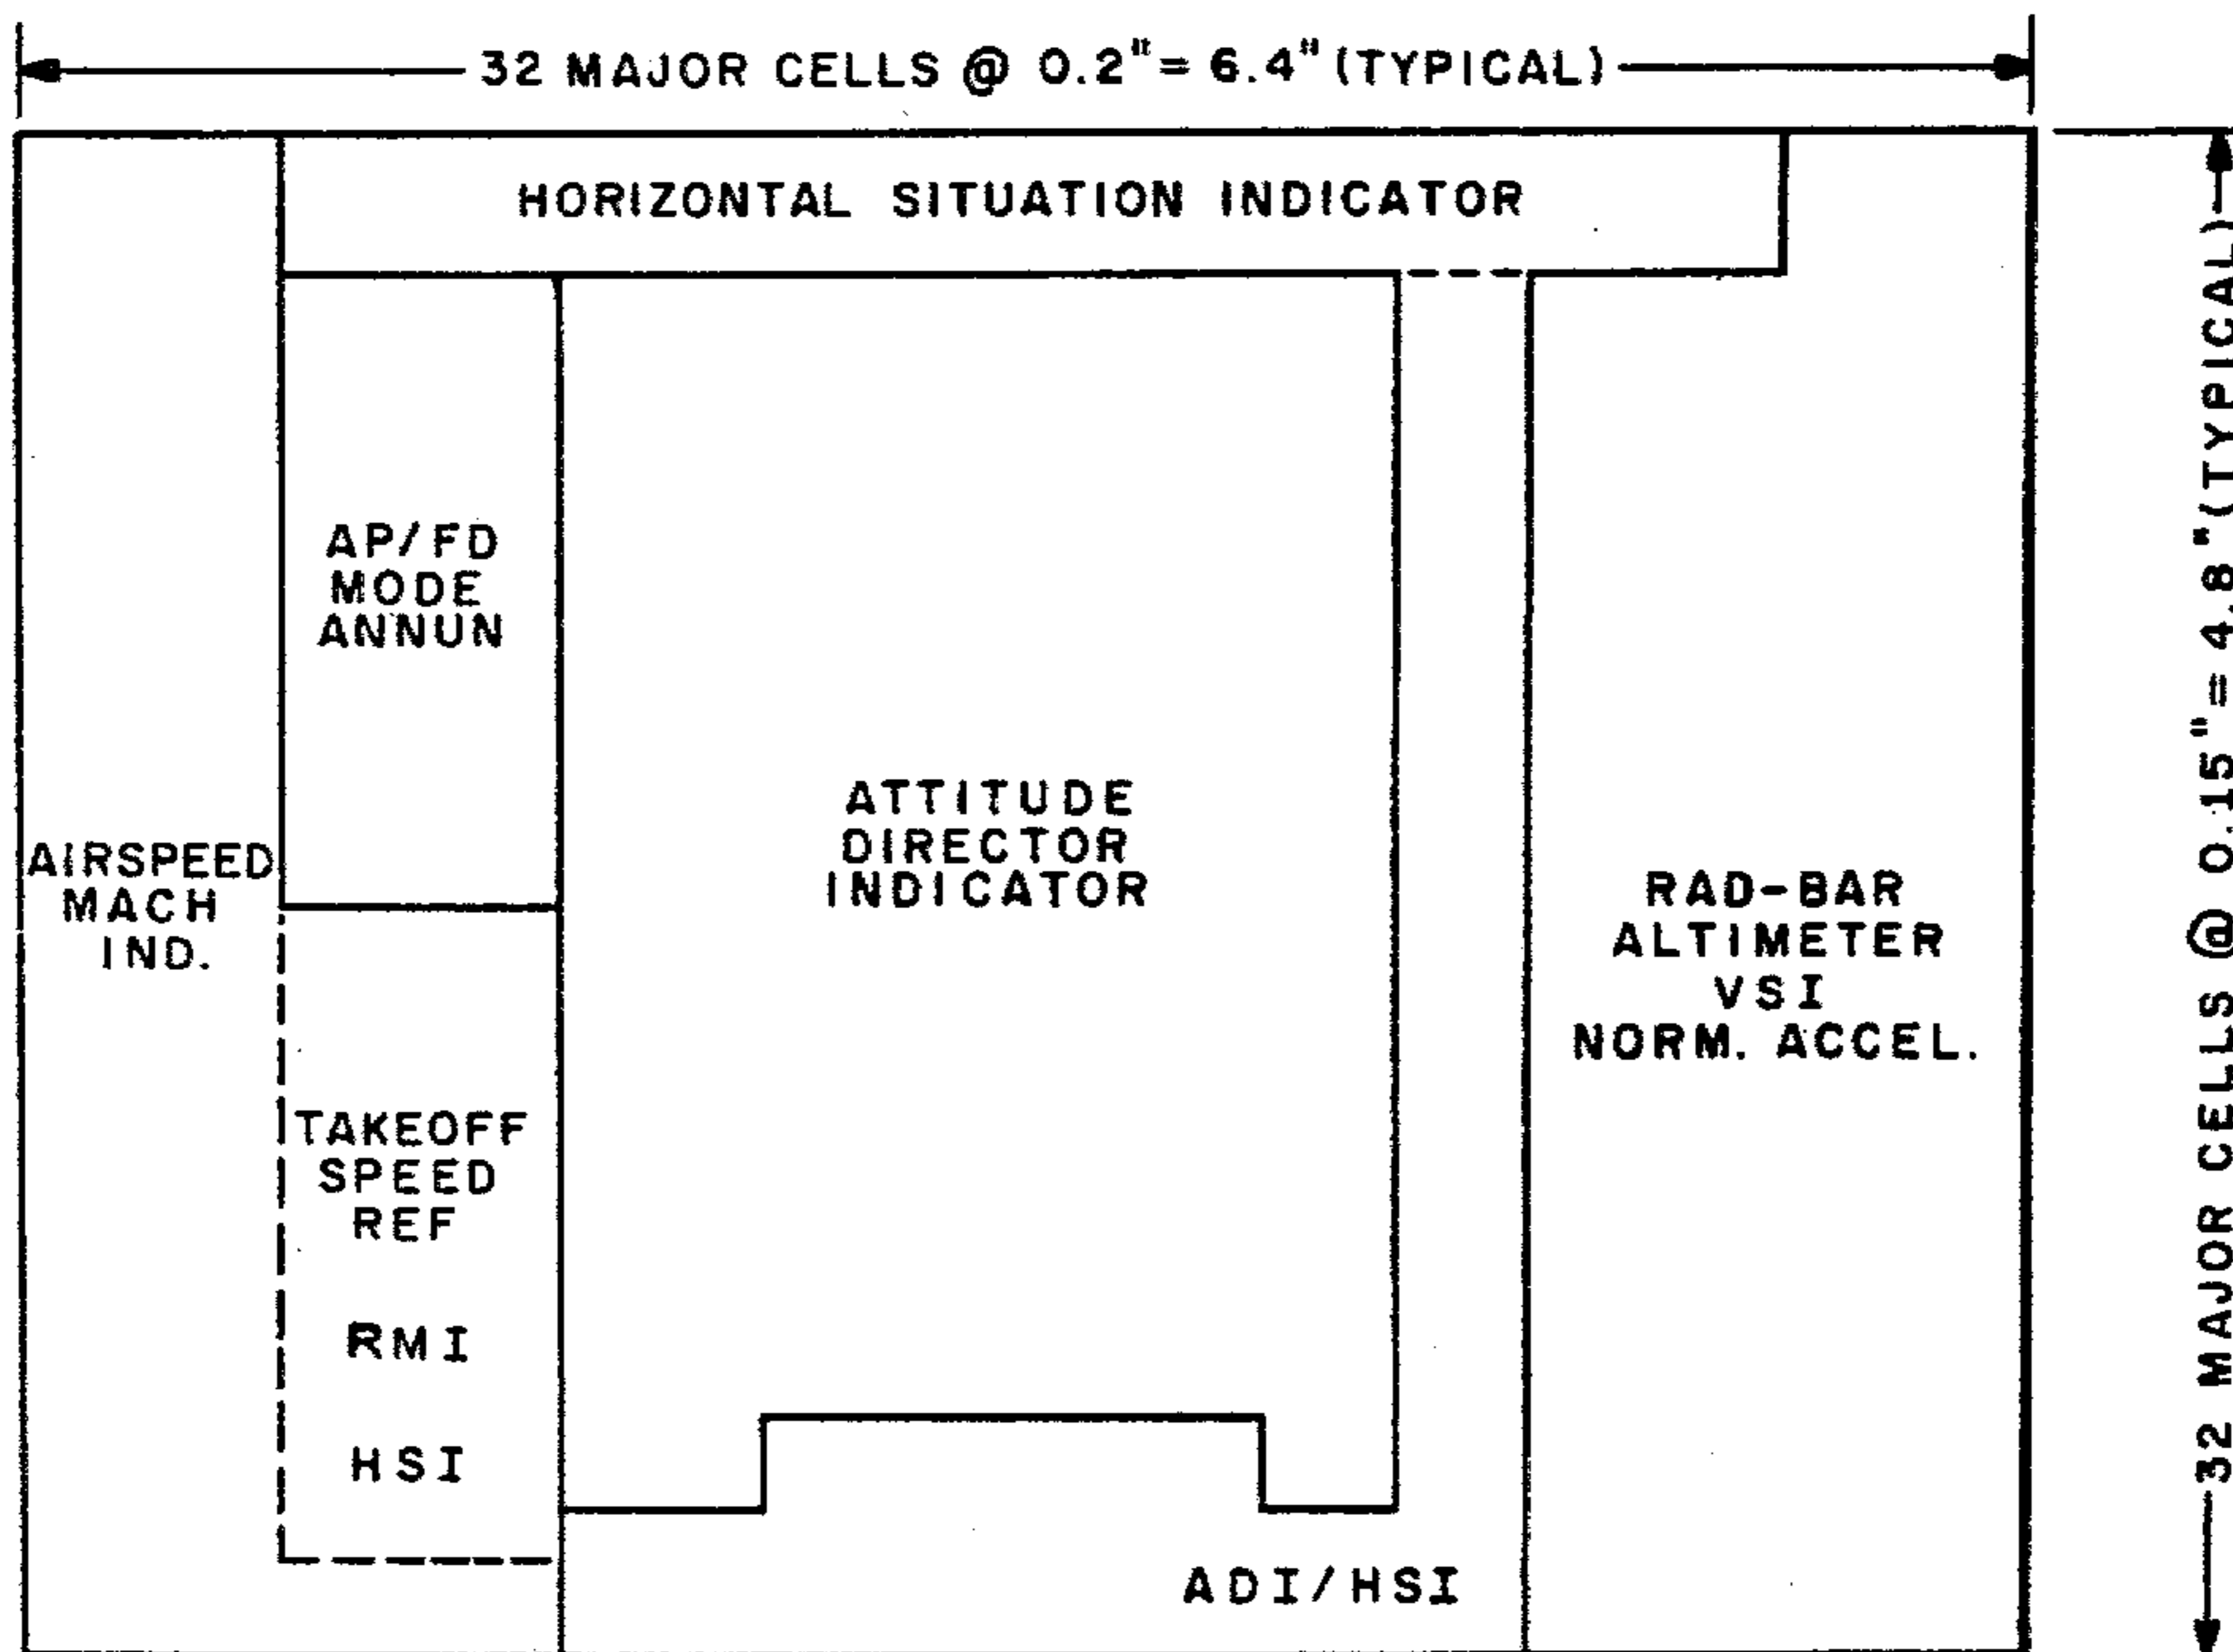 32 MAJOR CELLS @ 0.2"= 6.4"(TYPICAL)
HORIZONTAL SITUATION INDICATOR
AP/FD
MODE
ANNUN
AIRSPEED
MACH
IND.
TAKEOFF
SPEED
REF
RMI
HSI
ATTITUDE
DIRECTOR
INDICATOR
ADI/HSI
RAD-BAR
ALTIMETER
VSI
NORM. ACCEL.
32 MAJOR CELLS @ 0.15"= 4.8"(TYPICAL)